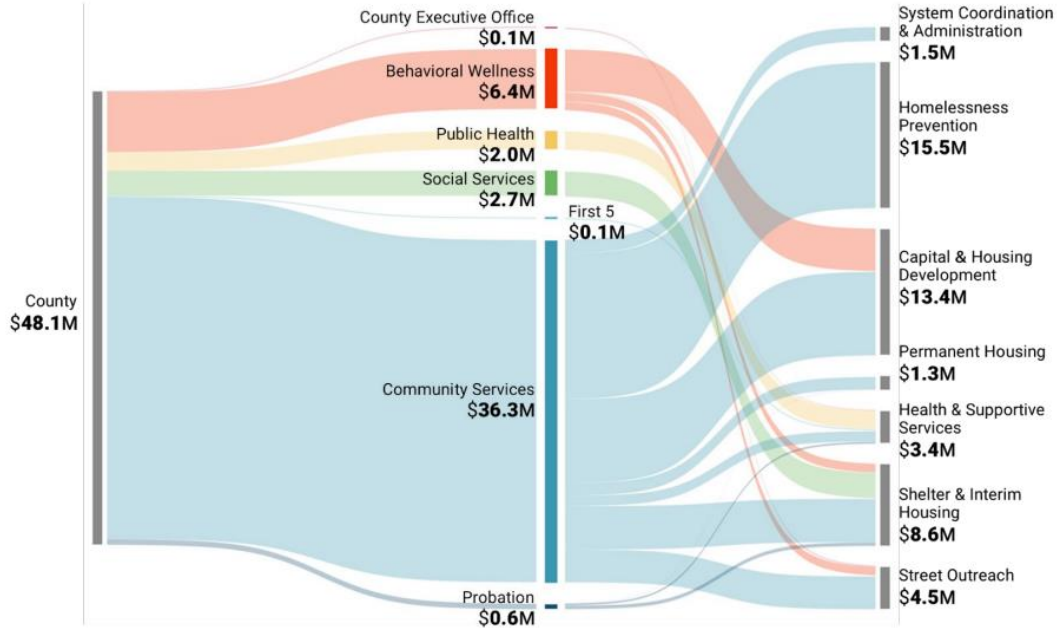 County
$48.1M
County Executive Office
$0.1M
Behavioral Wellness
$6.4M
Public Health
$2.0M
Social Services
$2.7M
First 5
$0.1M
Community Services
$36.3M
Probation
$0.6M
System Coordination
& Administration
$1.5M
Homelessness
Prevention
$15.5M
Capital & Housing
Development
$13.4M
Permanent Housing
$1.3M
Health & Supportive
Services
$3.4M
Shelter & Interim
Housing
$8.6M
Street Outreach
$4.5M